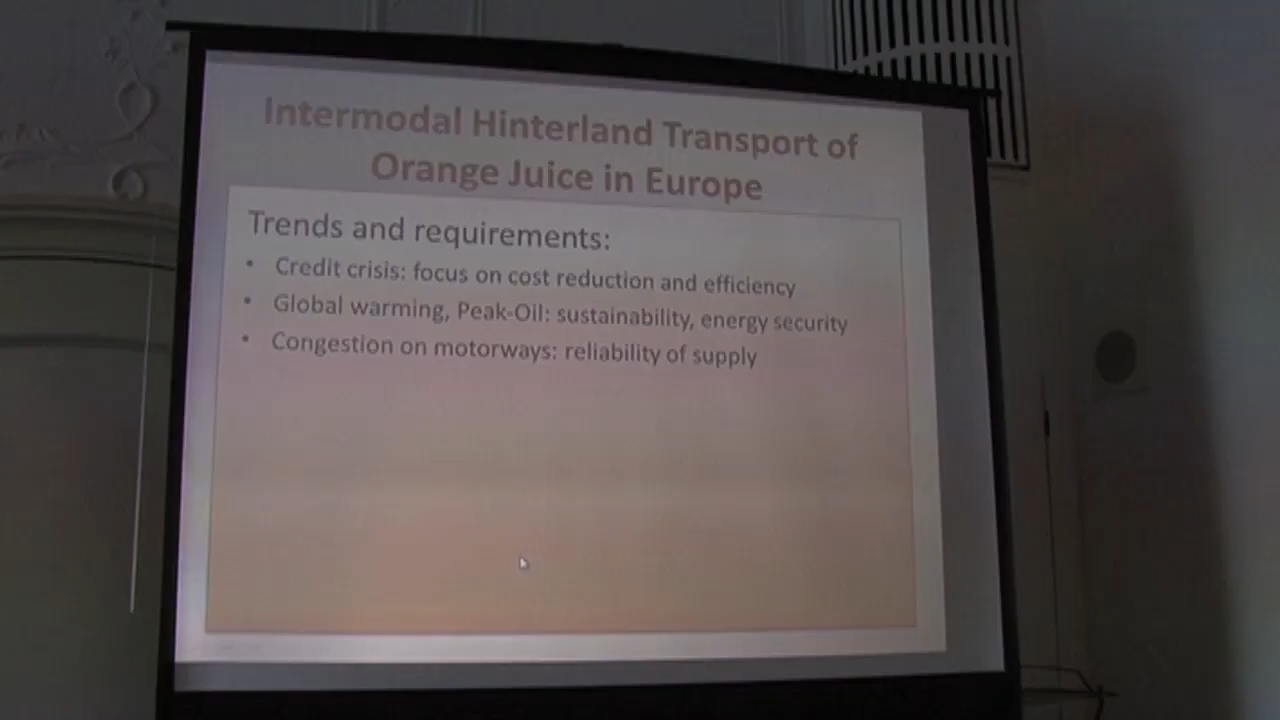 Intermodal Hinterland Transport of
Orange Juice in Europe
Trends and requirements:
• Credit crisis: focus on cost reduction and efficiency
• Global warming, Peak-Oil: sustainability, energy security
• Congestion on motorways: reliability of supply